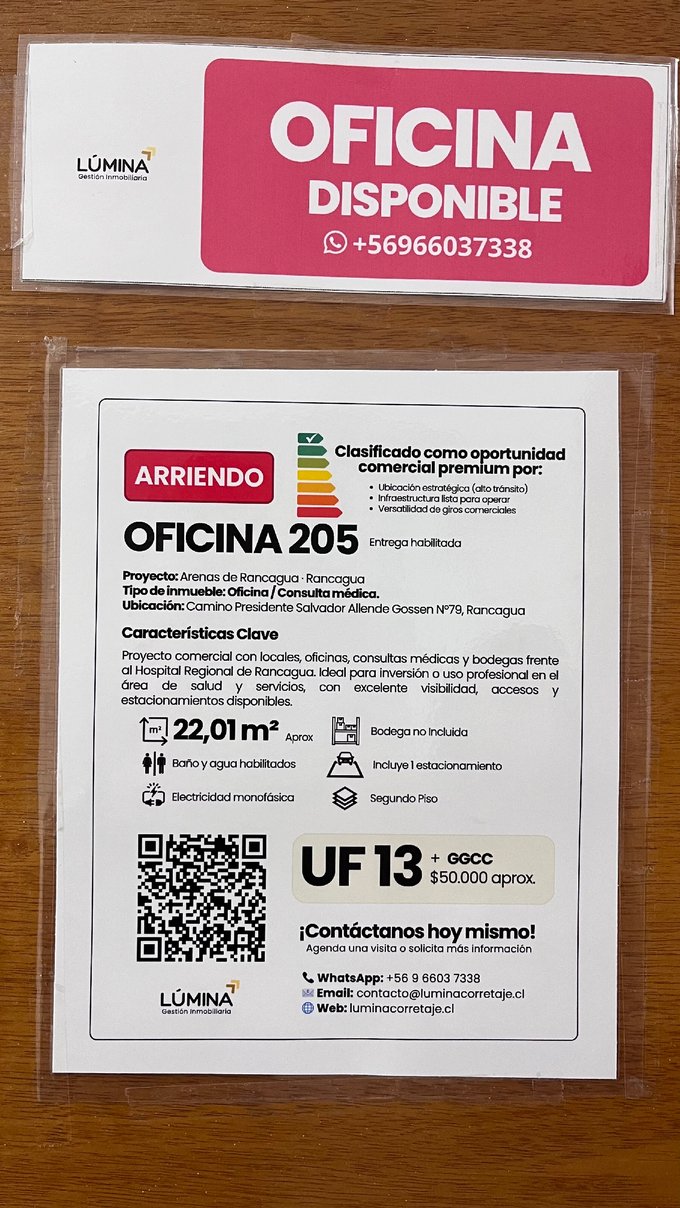 LÚMINA
Gestión Inmobiliaria
OFICINA
DISPONIBLE
+56966037338
ARRIENDO
Clasificado como oportunidad
comercial premium por:
• Ubicación estratégica (alto tránsito)
• Infraestructura lista para operar
• Versatilidad de giros comerciales
OFICINA 205 Entrega habilitada
Proyecto: Arenas de Rancagua · Rancagua
Tipo de inmueble: Oficina / Consulta médica.
Ubicación: Camino Presidente Salvador Allende Gossen N°79, Rancagua
Características Clave
Proyecto comercial con locales, oficinas, consultas médicas y bodegas frente
al Hospital Regional de Rancagua. Ideal para inversión o uso profesional en el
área de salud y servicios, con excelente visibilidad, accesos y
estacionamientos disponibles.
m² 22,01 m² Aprox
Bodega no Incluida
Baño y agua habilitados
Incluye 1 estacionamiento
Electricidad monofásica
Segundo Piso
UF 13 + GGCC
$50.000 aprox.
¡Contáctanos hoy mismo!
Agenda una visita o solicita más información
WhatsApp: +56 9 6603 7338
Email: contacto@luminacorretaje.cl
Web: luminacorretaje.cl
LÚMINA
Gestión Inmobiliaria